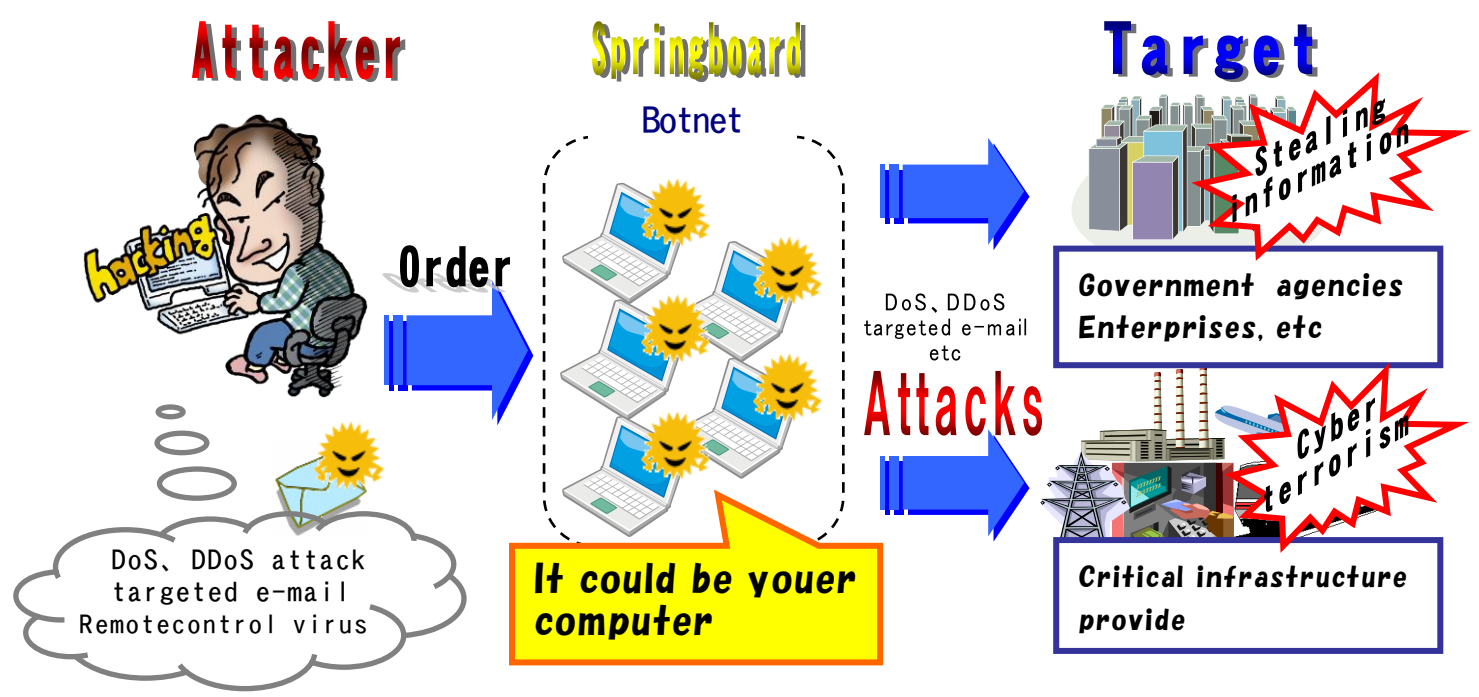 Attacker
hacking
Order
DoS、DDoS attack
targeted e-mail
Remotecontrol virus
Springboard
Botnet
It could be youer
computer
DoS、DDoS
targeted e-mail
etc
Attacks
Target
Stealing
information
Government agencies
Enterprises, etc
Cyber
terrorism
Critical infrastructure
provide